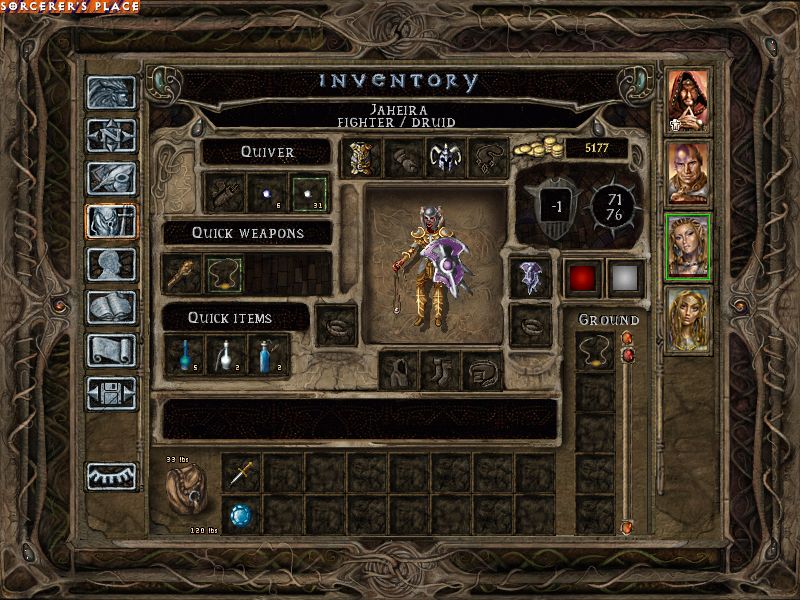 SORCERER'S PLACE
INVENTORY
JAHEIRA
FIGHTER / DRUID
QUIVER
5177
-1
71
76
6
31
QUICK WEAPONS
QUICK ITEMS
GROUND
5
2
2
33 lbs
120 lbs